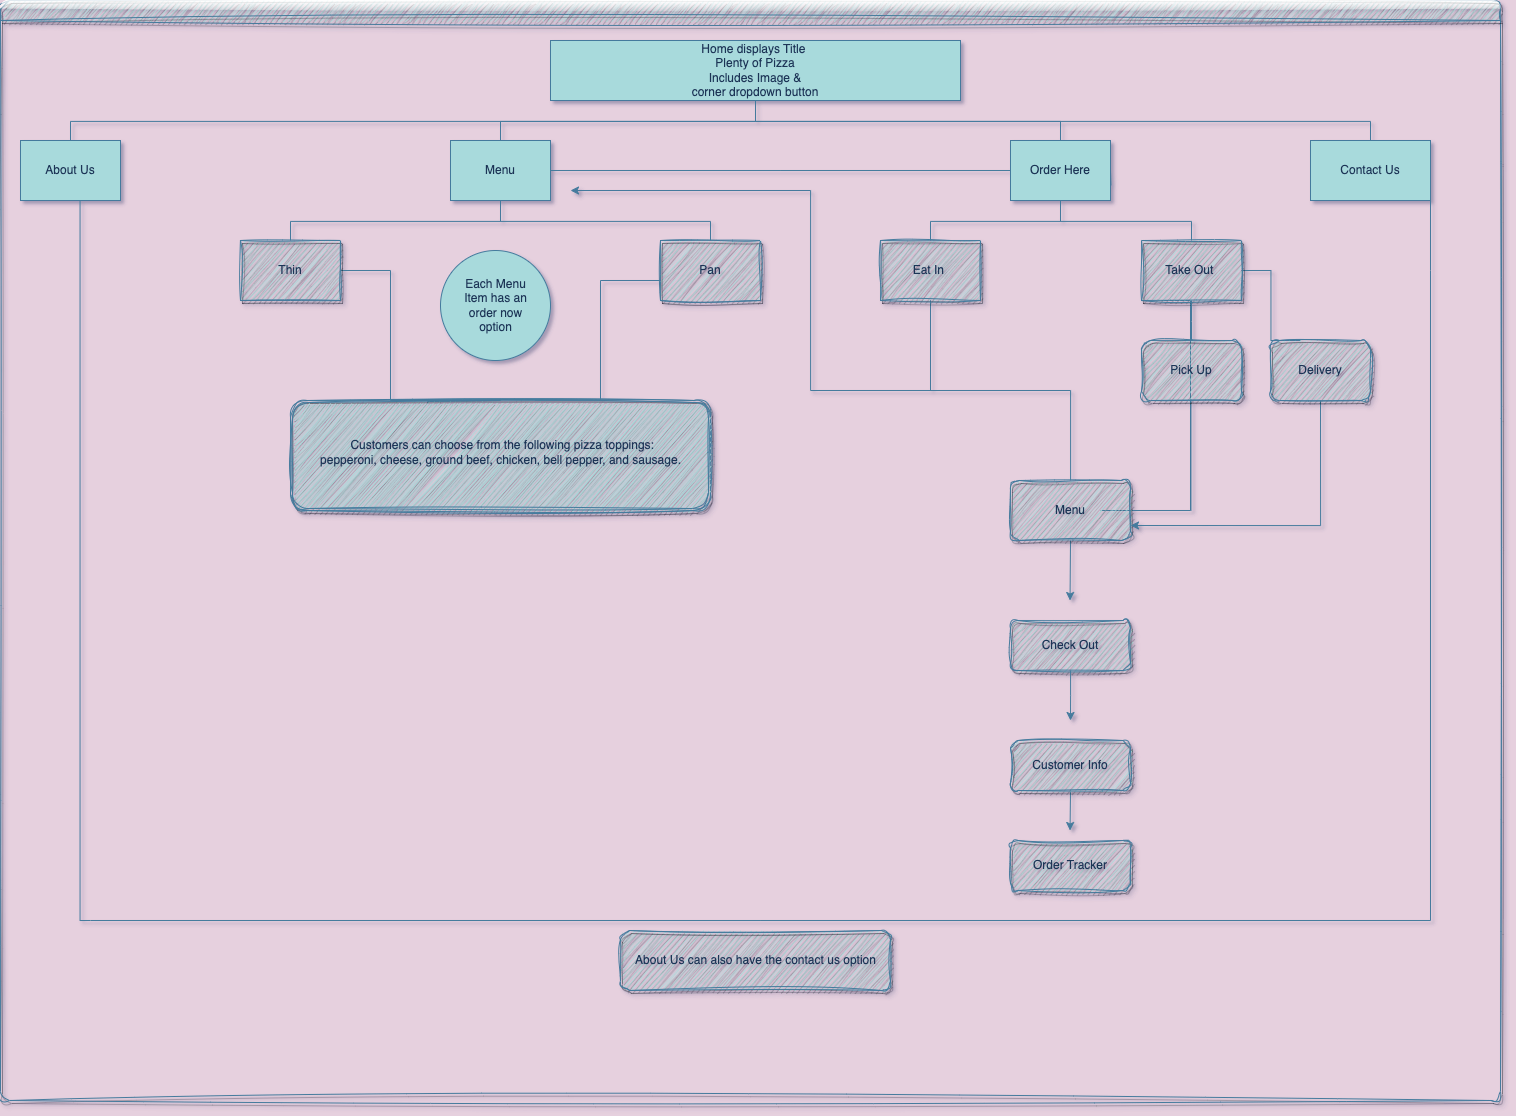 Home displays Title
Plenty of Pizza
Includes Image &
corner dropdown button
About Us
Menu
Order Here
Contact Us
Thin
Each Menu
Item has an
order now
option
Pan
Eat In
Take Out
Pick Up
Delivery
Customers can choose from the following pizza toppings:
pepperoni, cheese, ground beef, chicken, bell pepper, and sausage.
Menu
Check Out
Customer Info
Order Tracker
About Us can also have the contact us option